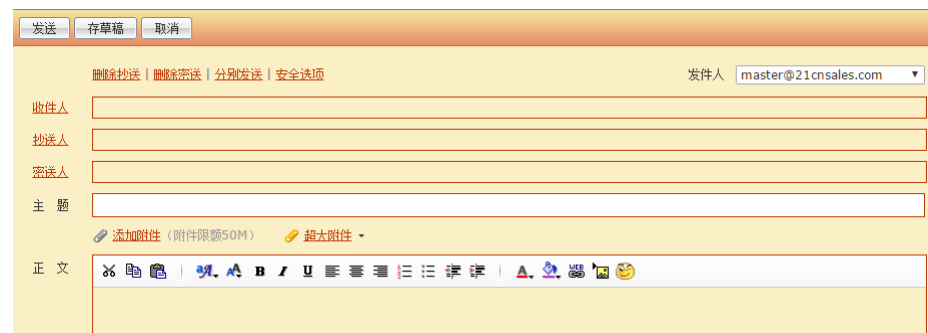 发送 存草稿 取消
删除抄送 | 删除密送 | 分别发送 | 安全选项 发件人 master@21cnsales.com
收件人
抄送人
密送人
主 题
添加附件（附件限额50M） 超大附件
正 文 B I U A WEB